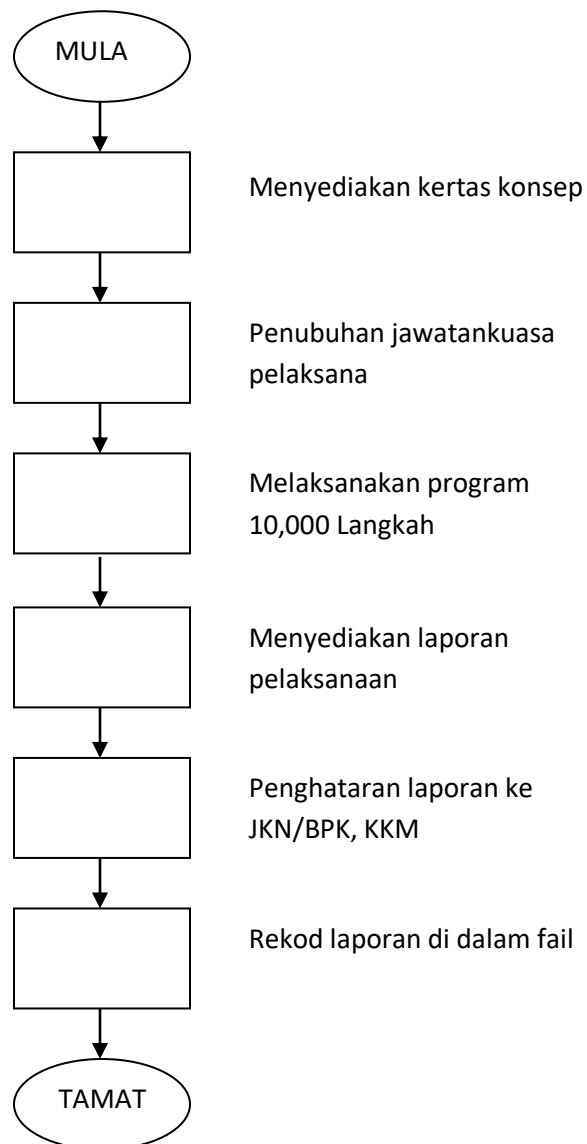 MULA
Menyediakan kertas konsep
Penubuhan jawatankuasa
pelaksana
Melaksanakan program
10,000 Langkah
Menyediakan laporan
pelaksanaan
Penghataran laporan ke
JKN/BPK, KKM
Rekod laporan di dalam fail
TAMAT